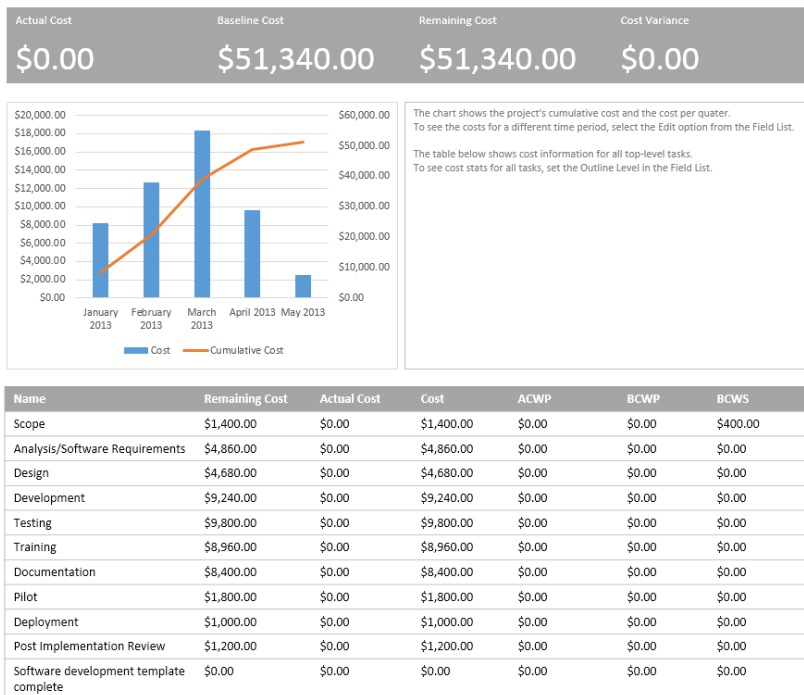 Actual Cost Baseline Cost Remaining Cost Cost Variance
$0.00 $51,340.00 $51,340.00 $0.00
$20,000.00
$18,000.00
$16,000.00
$14,000.00
$12,000.00
$10,000.00
$8,000.00
$6,000.00
$4,000.00
$2,000.00
$0.00
$60,000.00
$50,000.00
$40,000.00
$30,000.00
$20,000.00
$10,000.00
$0.00
January February March April 2013 May 2013
2013 2013 2013
Cost Cumulative Cost
The chart shows the project's cumulative cost and the cost per quater.
To see the costs for a different time period, select the Edit option from the Field List.
The table below shows cost information for all top-level tasks.
To see cost stats for all tasks, set the Outline Level in the Field List.
Name Remaining Cost Actual Cost Cost ACWP BCWP BCWS
Scope $1,400.00 $0.00 $1,400.00 $0.00 $0.00 $400.00
Analysis/Software Requirements $4,860.00 $0.00 $4,860.00 $0.00 $0.00 $0.00
Design $4,680.00 $0.00 $4,680.00 $0.00 $0.00 $0.00
Development $9,240.00 $0.00 $9,240.00 $0.00 $0.00 $0.00
Testing $9,800.00 $0.00 $9,800.00 $0.00 $0.00 $0.00
Training $8,960.00 $0.00 $8,960.00 $0.00 $0.00 $0.00
Documentation $8,400.00 $0.00 $8,400.00 $0.00 $0.00 $0.00
Pilot $1,800.00 $0.00 $1,800.00 $0.00 $0.00 $0.00
Deployment $1,000.00 $0.00 $1,000.00 $0.00 $0.00 $0.00
Post Implementation Review $1,200.00 $0.00 $1,200.00 $0.00 $0.00 $0.00
Software development template $0.00 $0.00 $0.00 $0.00 $0.00 $0.00
complete